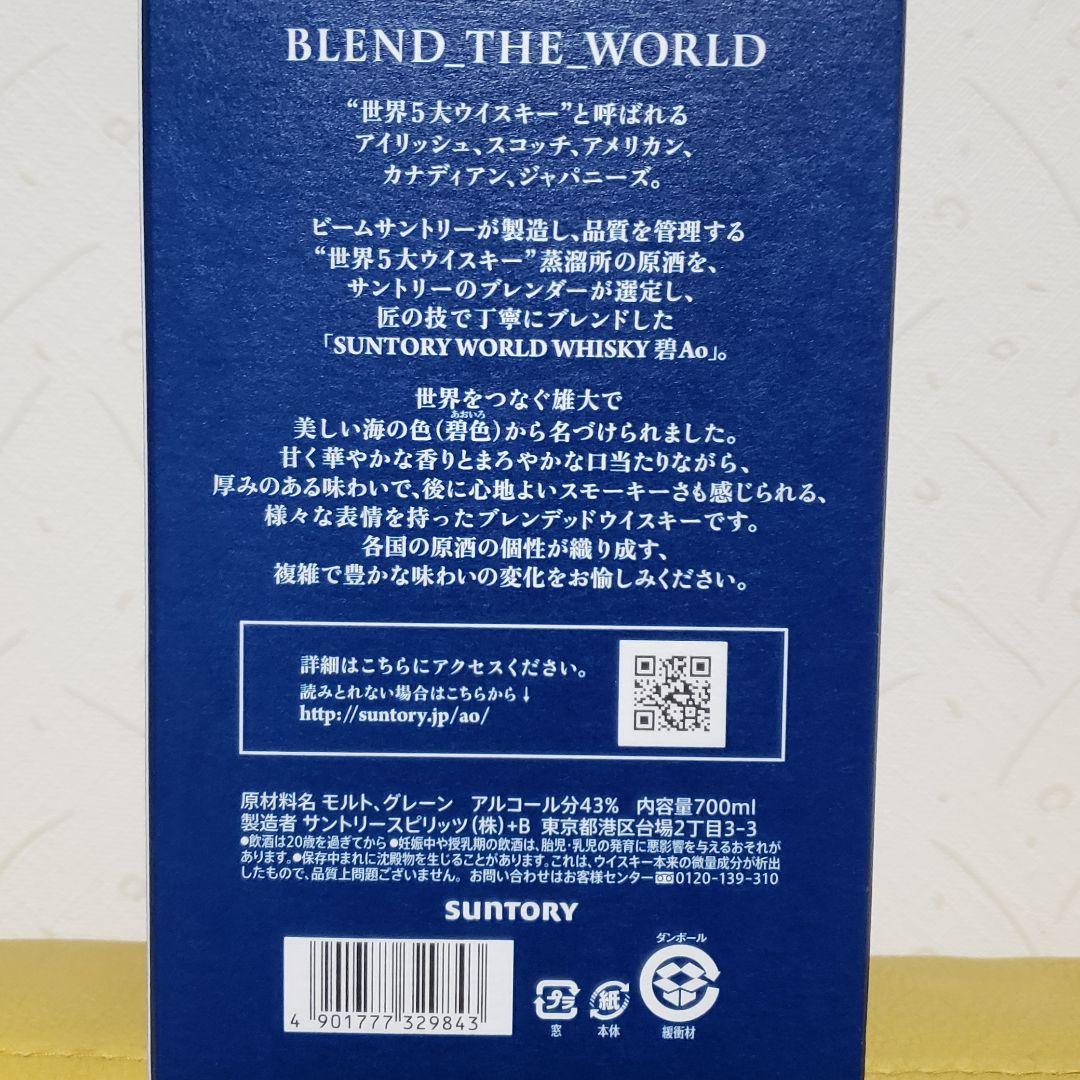 BLEND_THE_WORLD
“世界5大ウイスキー”と呼ばれる
アイリッシュ、スコッチ、アメリカン、
カナディアン、ジャパニーズ。
ビームサントリーが製造し、品質を管理する
“世界5大ウイスキー”蒸溜所の原酒を、
サントリーのブレンダーが選定し、
匠の技で丁寧にブレンドした
「SUNTORY WORLD WHISKY 碧Ao」。
世界をつなぐ雄大で
あおいろ
美しい海の色(碧色)から名づけられました。
甘く華やかな香りとまろやかな口当たりながら、
厚みのある味わいで、後に心地よいスモーキーさも感じられる、
様々な表情を持ったブレンデッドウイスキーです。
各国の原酒の個性が織り成す、
複雑で豊かな味わいの変化をお愉しみください。
詳細はこちらにアクセスください。
読みとれない場合はこちらから↓
http://suntory.jp/ao/
原材料名 モルト、グレーン アルコール分43% 内容量700ml
製造者 サントリースピリッツ(株)+B 東京都港区台場2丁目3-3
●飲酒は20歳を過ぎてから ●妊娠中や授乳期の飲酒は、胎児・乳児の発育に悪影響を与えるおそれが
あります。●保存中まれに沈殿物を生じることがあります。これは、ウイスキー本来の微量成分が析出
したもので、品質上問題ございません。 お問い合わせはお客様センター 0120-139-310
SUNTORY
4 901777 329843
プラ
窓
紙
本体
ダンボール
緩衝材